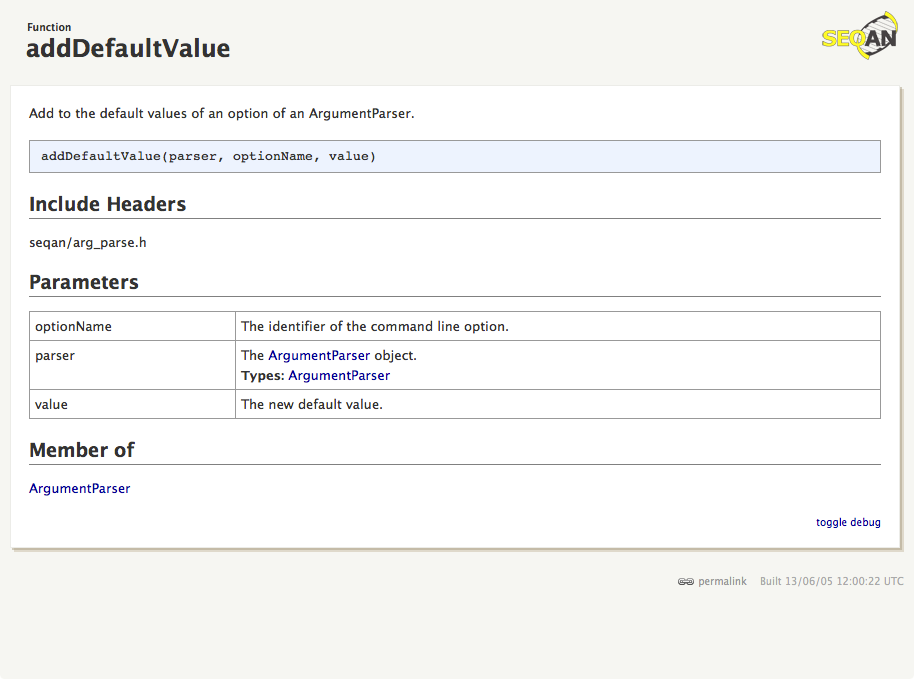 Function
addDefaultValue
SEQAN
Add to the default values of an option of an ArgumentParser.
addDefaultValue(parser, optionName, value)
Include Headers
seqan/arg_parse.h
Parameters
optionName The identifier of the command line option.
parser The ArgumentParser object.
Types: ArgumentParser
value The new default value.
Member of
ArgumentParser
toggle debug
permalink Built 13/06/05 12:00:22 UTC